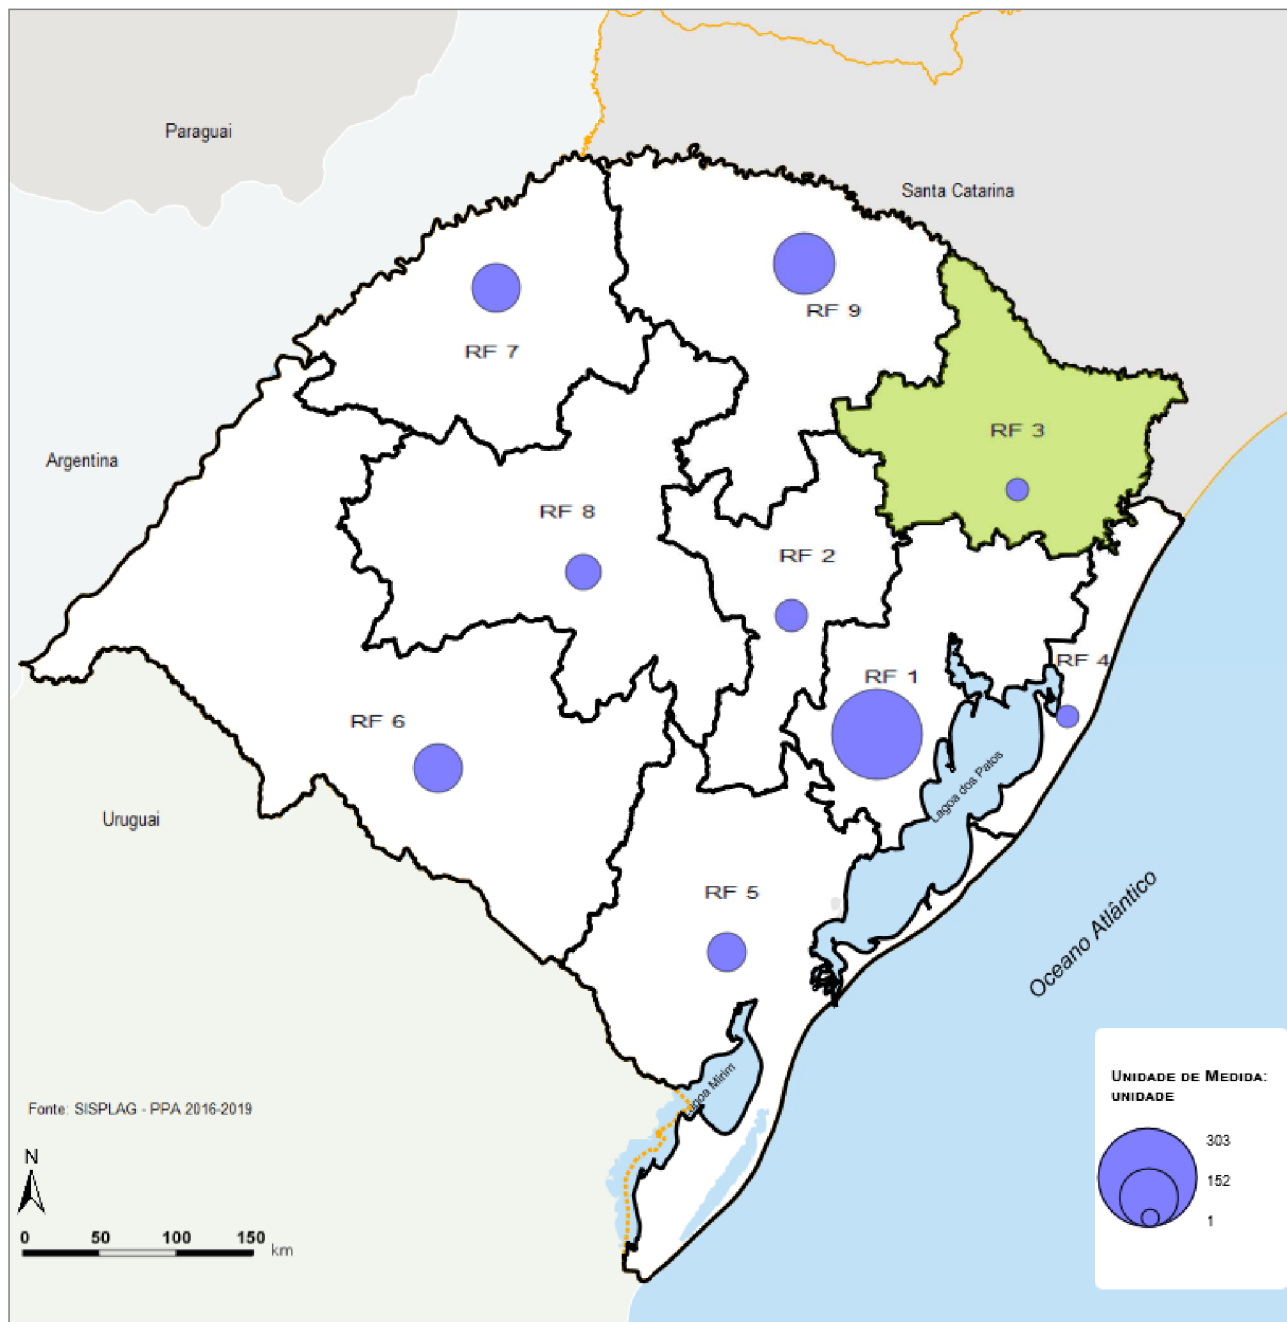 Paraguai
Santa Catarina
RF 9
RF 7
Argentina
RF 3
RF 8
RF 2
RF 4
RF 1
RF 6
Lagoa dos Patos
Uruguai
RF 5
Oceano Atlântico
Lagoa Mirim
Fonte: SISPLAG - PPA 2016-2019
UNIDADE DE MEDIDA:
UNIDADE
303
152
1
N
0 50 100 150
km